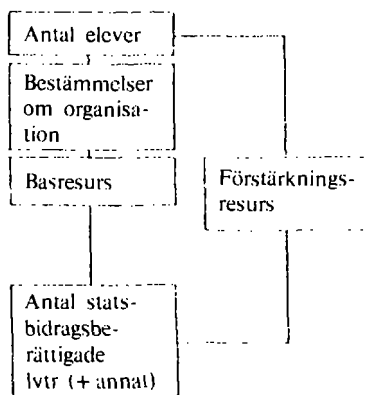 Antal elever
Bestämmelser
om organisa-
tion
Basresurs
Förstärknings-
resurs
Antal stats-
bidragsbe-
rättigade
lvtr (+ annat)